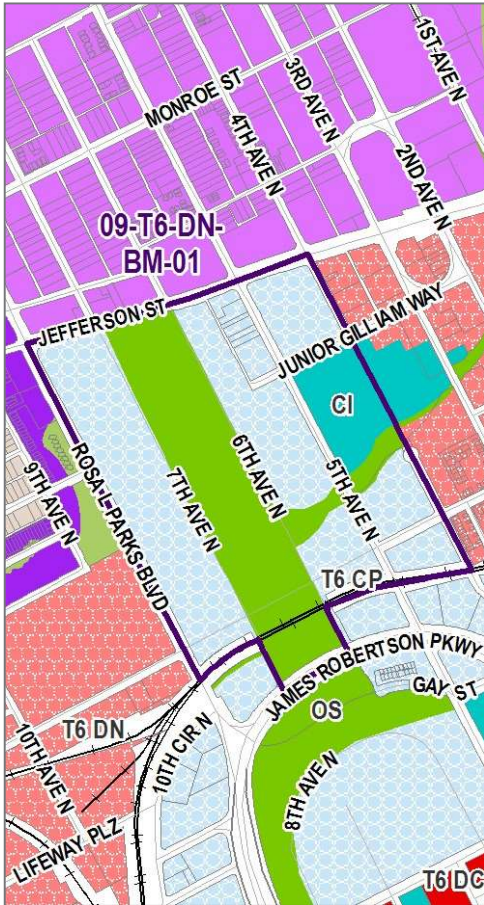 1ST AVE N
MONROE ST
3RD AVE N
4TH AVE N
2ND AVE N
09-T6-DN-
BM-01
JEFFERSON ST
JUNIOR GILLIAM WAY
CI
ROSA L PARKS BLVD
9TH AVE N
7TH AVE N
6TH AVE N
5TH AVE N
T6 CP
JAMES ROBERTSON PKWY
GAY ST
OS
T6 DN
10TH CIR N
10TH AVE N
8TH AVE N
LIFEWAY PLZ
T6 DC